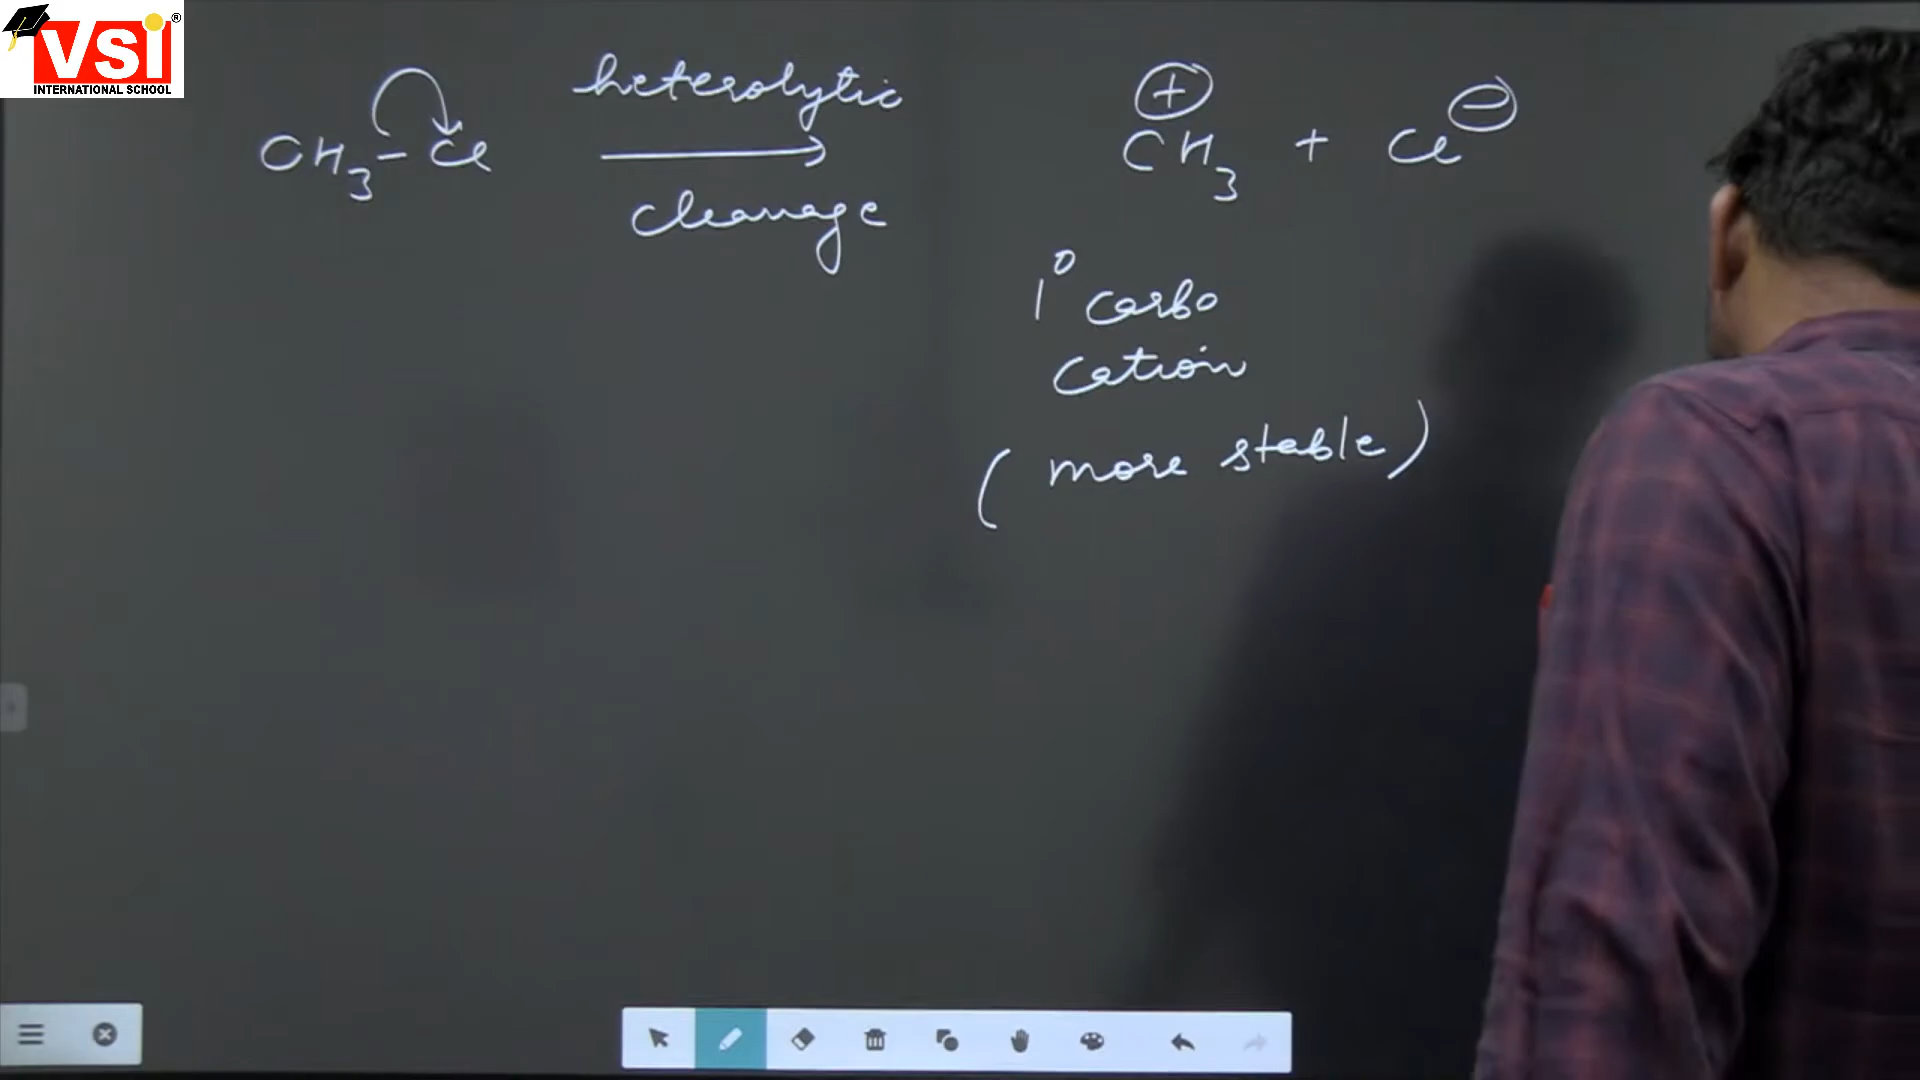 VSI®
INTERNATIONAL SCHOOL
CH3 - Cl heterolytic cleavage ⊕CH3 + Cl⊖
1° carbo
cation
( more stable )